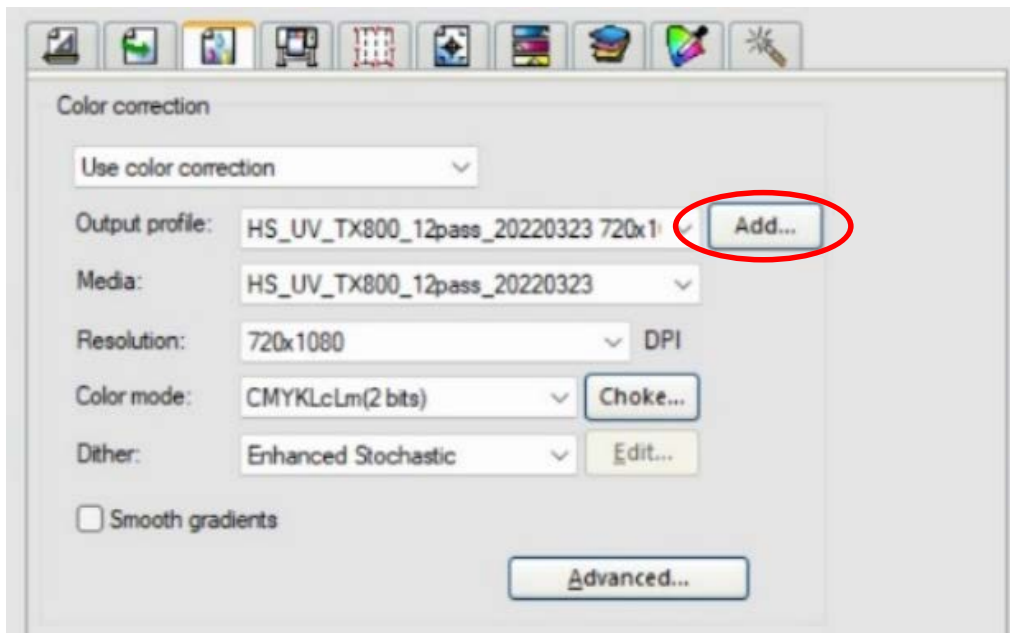 Color correction
Use color correction
Output profile: HS_UV_TX800_12pass_20220323 720x1 Add...
Media: HS_UV_TX800_12pass_20220323
Resolution: 720x1080 DPI
Color mode: CMYKLcLm(2 bits) Choke...
Dither: Enhanced Stochastic Edit...
Smooth gradients
Advanced...